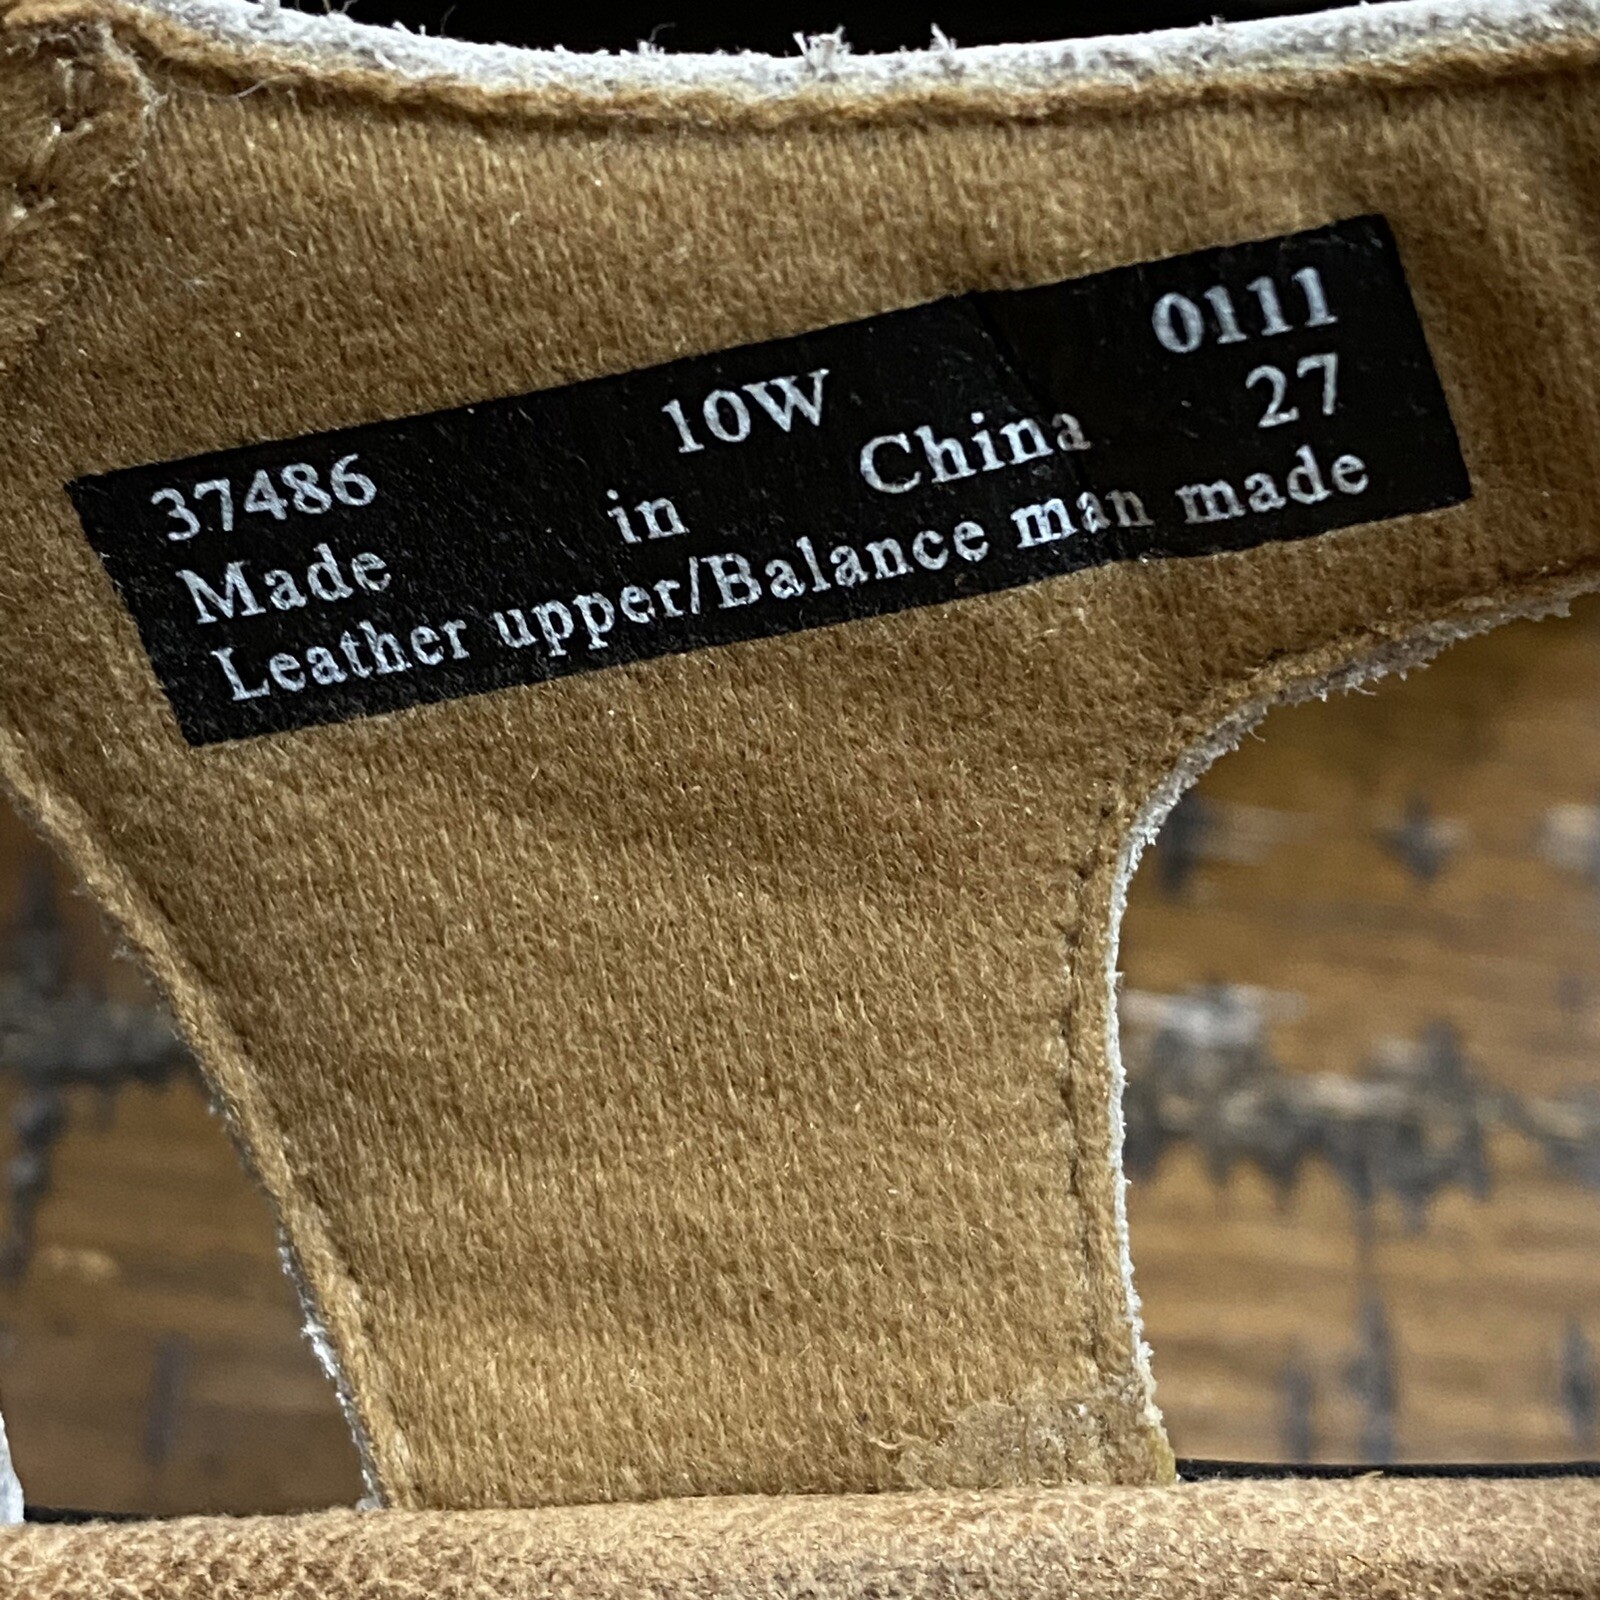 37486 10W 0111
Made in China 27
Leather upper/Balance man made